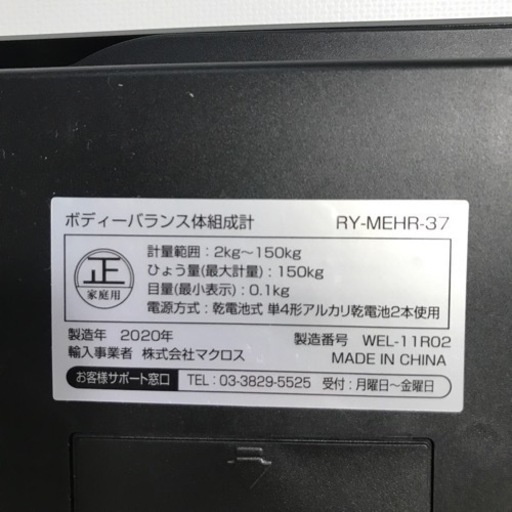 ボディーバランス体組成計 RY-MEHR-37
正
家庭用
計量範囲：2kg～150kg
ひょう量(最大計量)：150kg
目量(最小表示)：0.1kg
電源方式：乾電池式 単4形アルカリ乾電池2本使用
製造年 2020年 製造番号 WEL-11R02
輸入事業者 株式会社マクロス MADE IN CHINA
お客様サポート窓口 TEL：03-3829-5525 受付：月曜日～金曜日